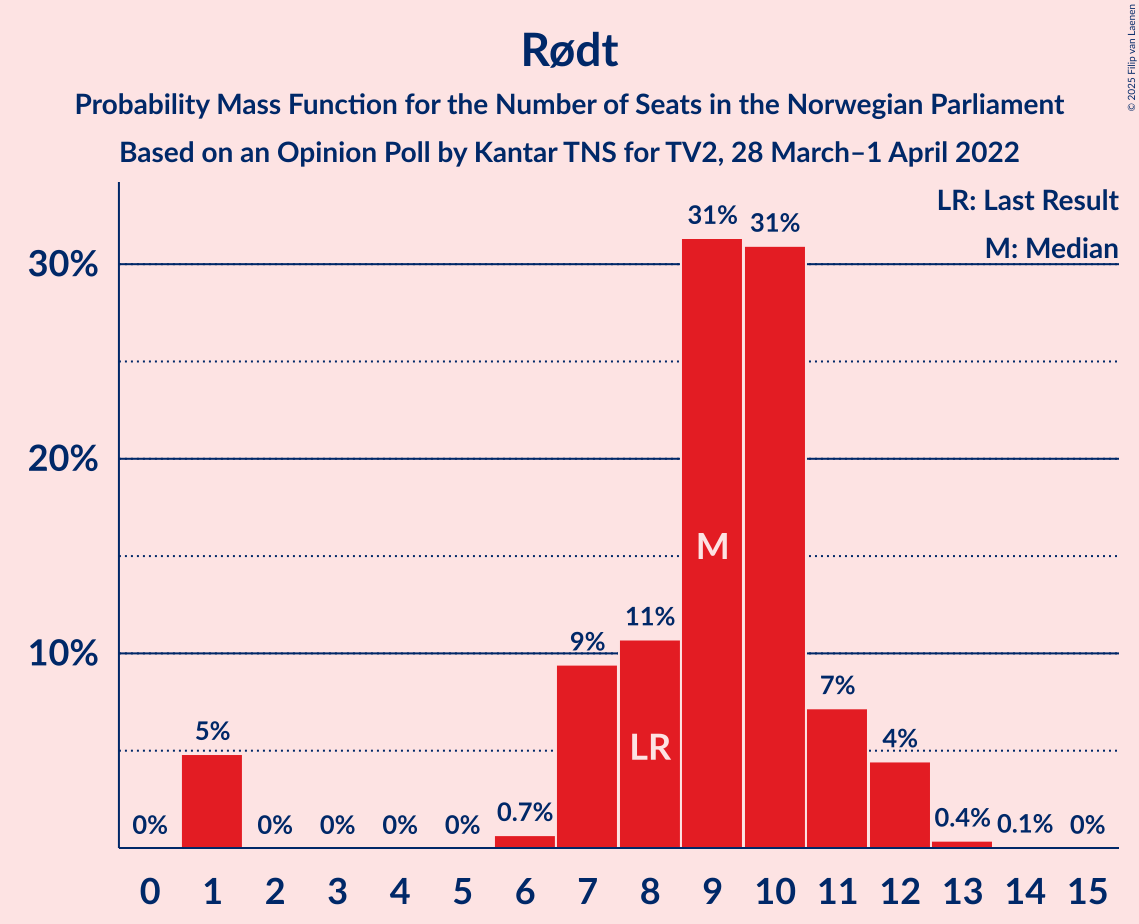 © 2025 Filip van Laenen
Rødt
Probability Mass Function for the Number of Seats in the Norwegian Parliament
Based on an Opinion Poll by Kantar TNS for TV2, 28 March–1 April 2022
LR: Last Result
M: Median
31%
31%
30%
20%
M
11%
9%
10%
7%
5%
LR
4%
0%
0%
0%
0%
0%
0.7%
0.4%
0.1%
0%
0 1 2 3 4 5 6 7 8 9 10 11 12 13 14 15